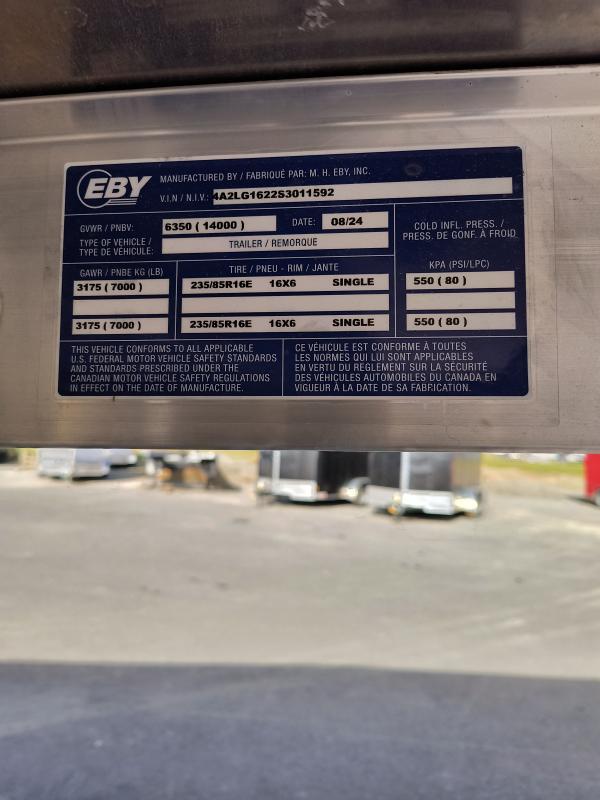 EBY
MANUFACTURED BY / FABRIQUÉ PAR: M. H. EBY, INC.
V.I.N / N.I.V.: 4A2LG1622S3011592
GVWR / PNBV: 6350 ( 14000 ) DATE: 08/24
TYPE OF VEHICLE / TYPE DE VÉHICULE: TRAILER / REMORQUE
COLD INFL. PRESS. / PRESS. DE GONF. À FROID
GAWR / PNBE KG (LB) TIRE / PNEU - RIM / JANTE KPA (PSI/LPC)
3175 ( 7000 ) 235/85R16E 16X6 SINGLE 550 ( 80 )
3175 ( 7000 ) 235/85R16E 16X6 SINGLE 550 ( 80 )
THIS VEHICLE CONFORMS TO ALL APPLICABLE
U.S. FEDERAL MOTOR VEHICLE SAFETY STANDARDS
AND STANDARDS PRESCRIBED UNDER THE
CANADIAN MOTOR VEHICLE SAFETY REGULATIONS
IN EFFECT ON THE DATE OF MANUFACTURE.
CE VÉHICULE EST CONFORME À TOUTES
LES NORMES QUI LUI SONT APPLICABLES
EN VERTU DU REGLEMENT SUR LA SÉCURITÉ
DES VÉHICULES AUTOMOBILES DU CANADA EN
VIGUEUR À LA DATE DE SA FABRICATION.